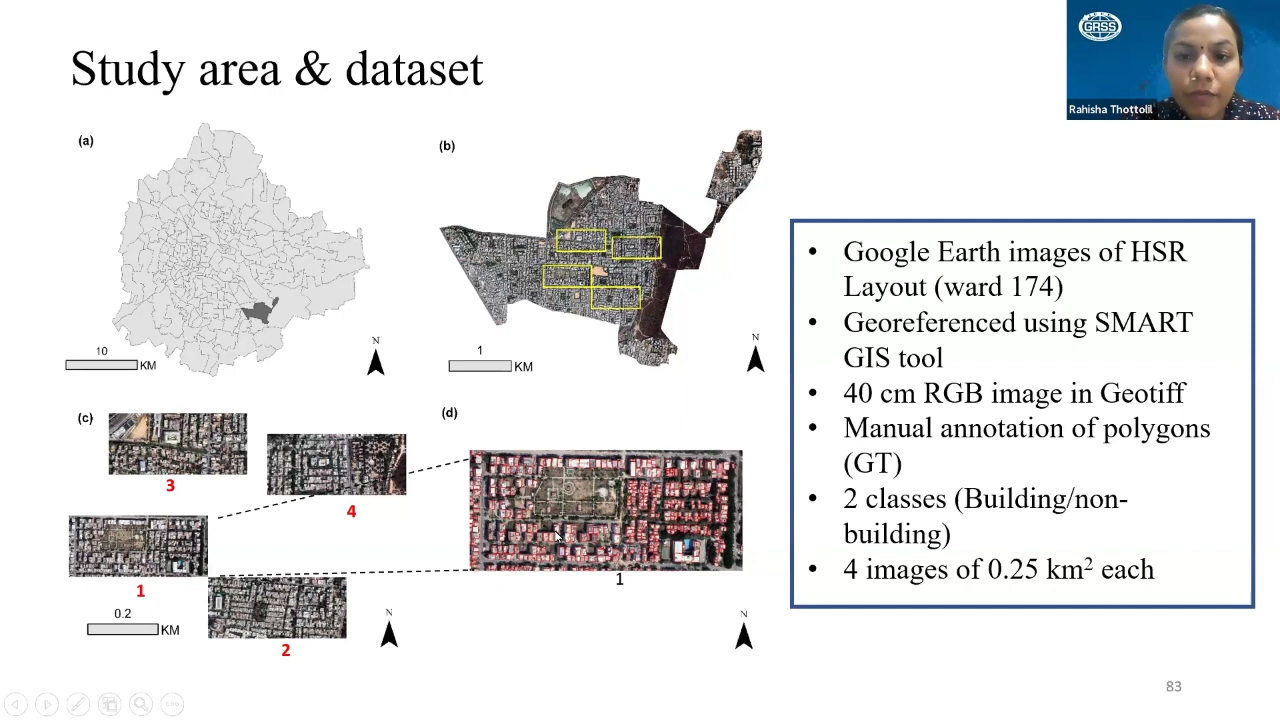 GRSS
Rahisha Thottolil
Study area & dataset
(a)
10
KM
N
(b)
1
KM
N
(c)
3
4
1
2
0.2
KM
N
(d)
1
N
• Google Earth images of HSR
Layout (ward 174)
• Georeferenced using SMART
GIS tool
• 40 cm RGB image in Geotiff
• Manual annotation of polygons
(GT)
• 2 classes (Building/non-
building)
• 4 images of 0.25 km² each
83